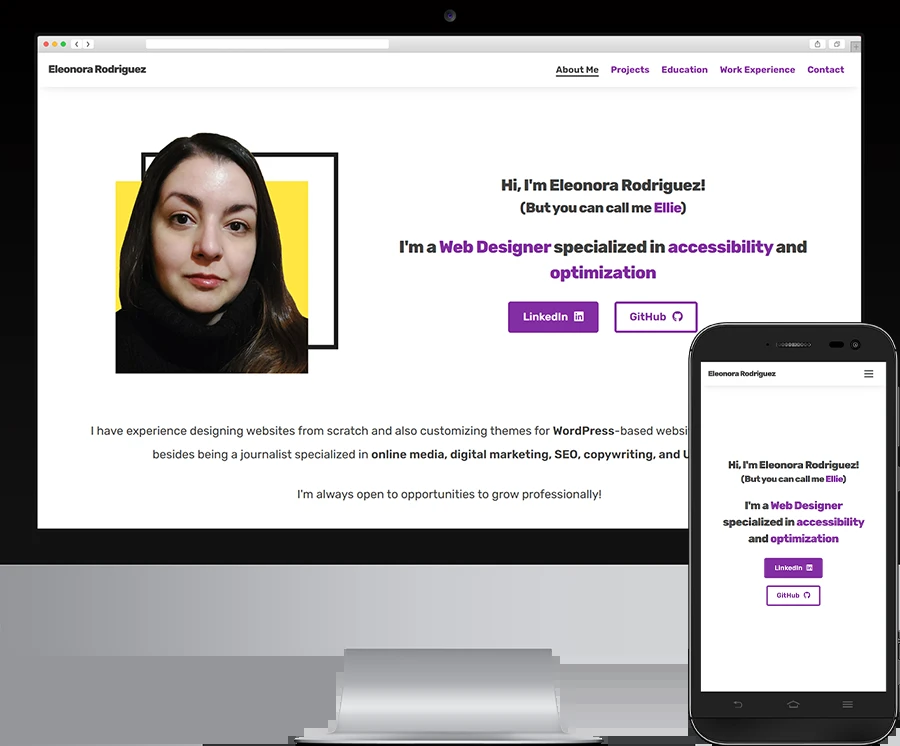 Eleonora Rodriguez
About Me Projects Education Work Experience Contact
Hi, I'm Eleonora Rodriguez!
(But you can call me Ellie)
I'm a Web Designer specialized in accessibility and
optimization
LinkedIn GitHub
I have experience designing websites from scratch and also customizing themes for WordPress-based
besides being a journalist specialized in online media, digital marketing, SEO, copywriting, and
I'm always open to opportunities to grow professionally!
Eleonora Rodriguez
Hi, I'm Eleonora Rodriguez!
(But you can call me Ellie)
I'm a Web Designer
specialized in accessibility
and optimization
LinkedIn
GitHub